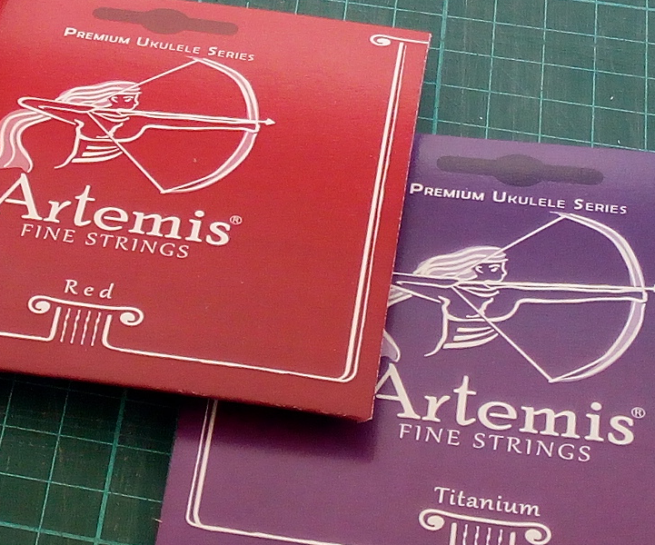 PREMIUM UKULELE SERIES
Artemis®
FINE STRINGS
Red
PREMIUM UKULELE SERIES
Artemis®
FINE STRINGS
Titanium